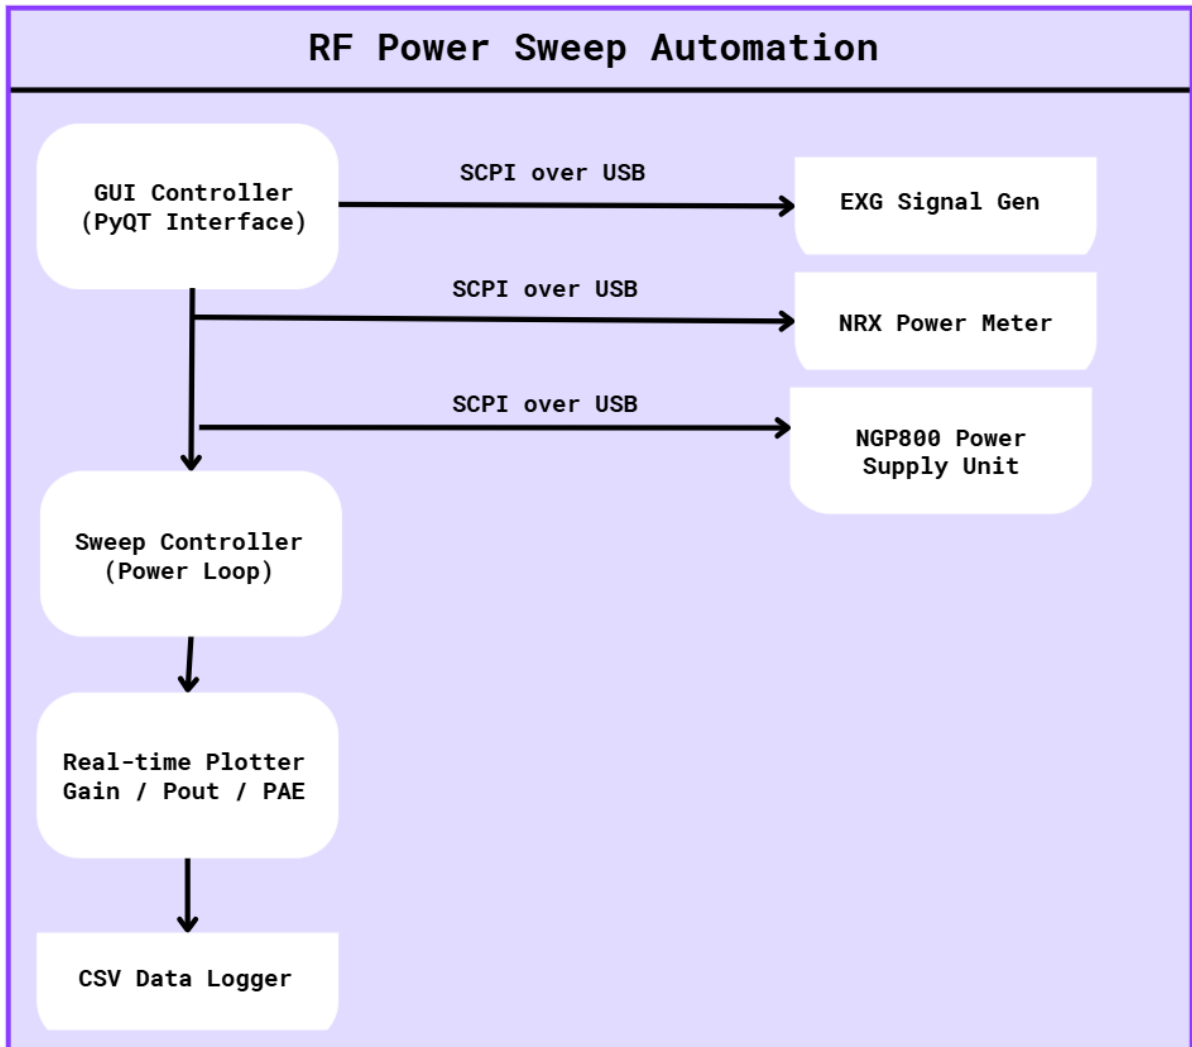 RF Power Sweep Automation
GUI Controller
(PyQT Interface)
SCPI over USB
EXG Signal Gen
SCPI over USB
NRX Power Meter
SCPI over USB
NGP800 Power
Supply Unit
Sweep Controller
(Power Loop)
Real-time Plotter
Gain / Pout / PAE
CSV Data Logger